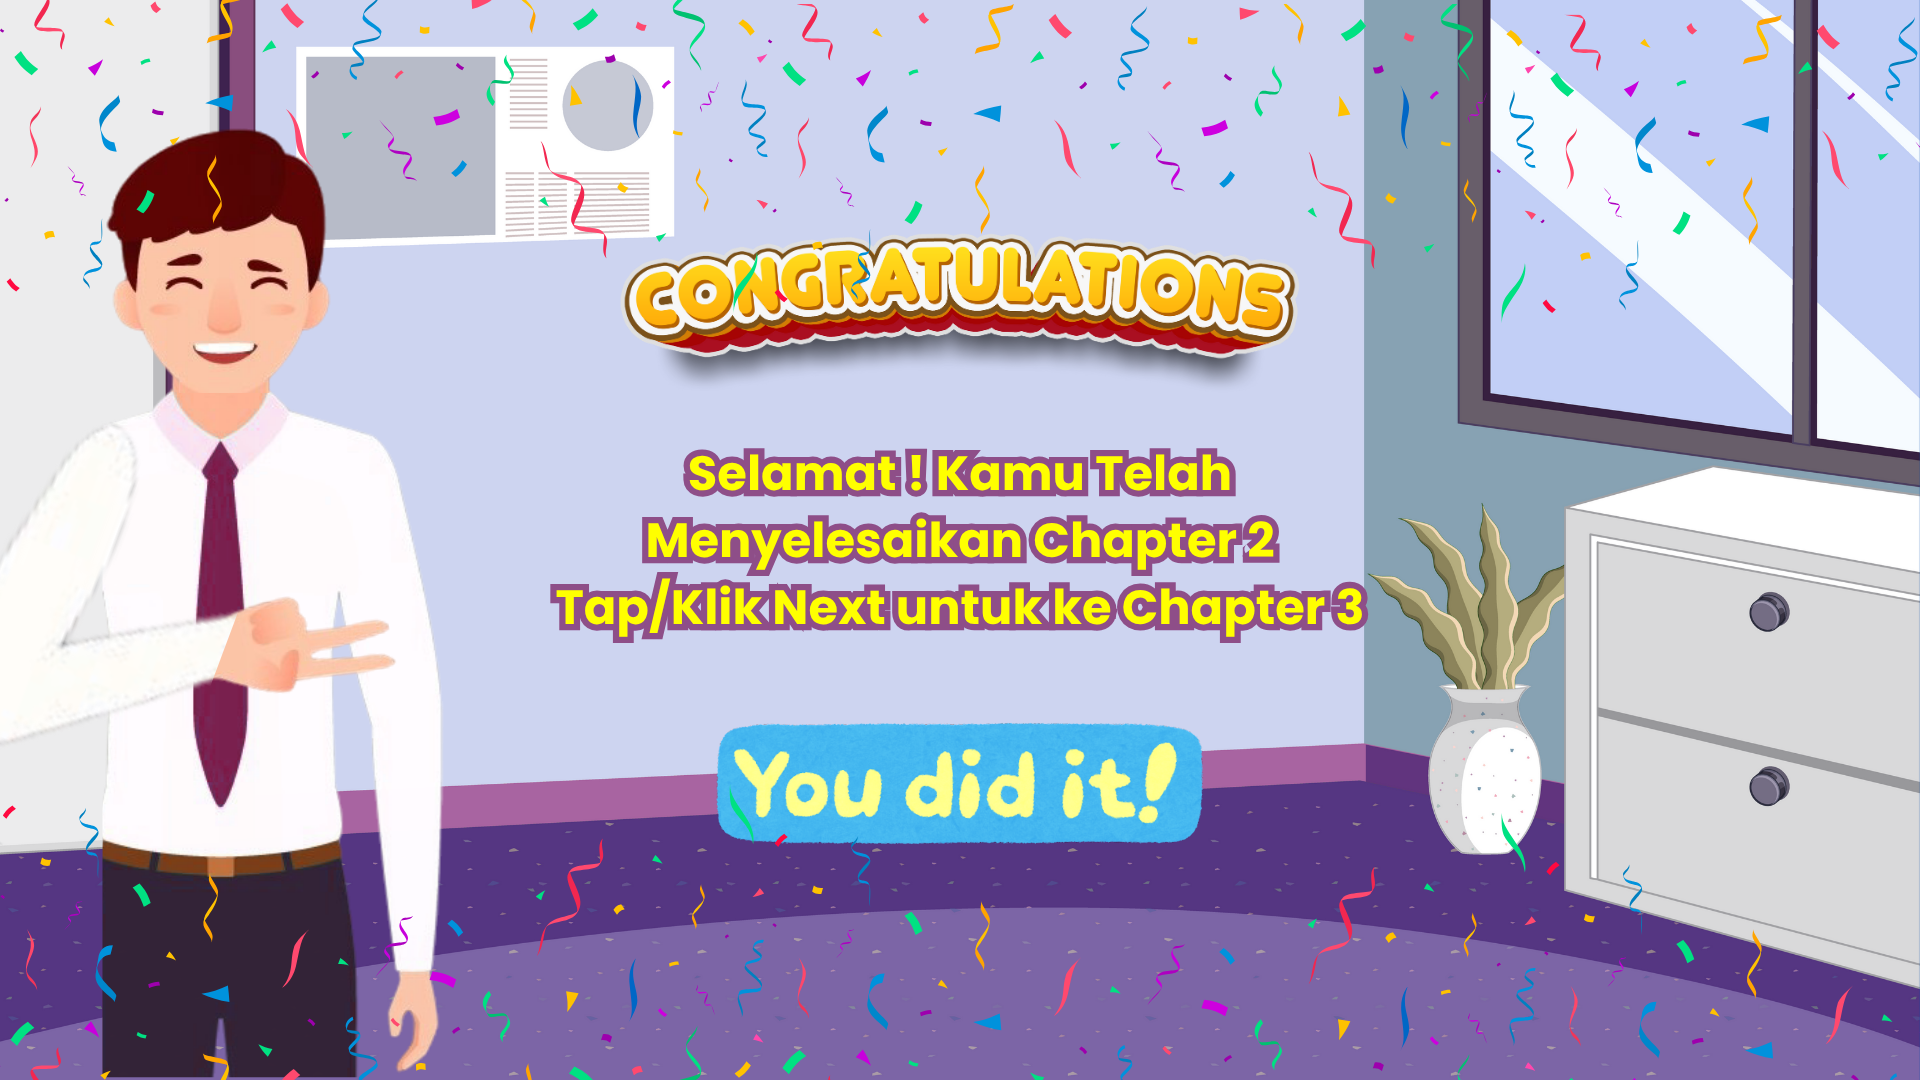 CONGRATULATIONS
Selamat ! Kamu Telah
Menyelesaikan Chapter 2
Tap/Klik Next untuk ke Chapter 3
You did it!